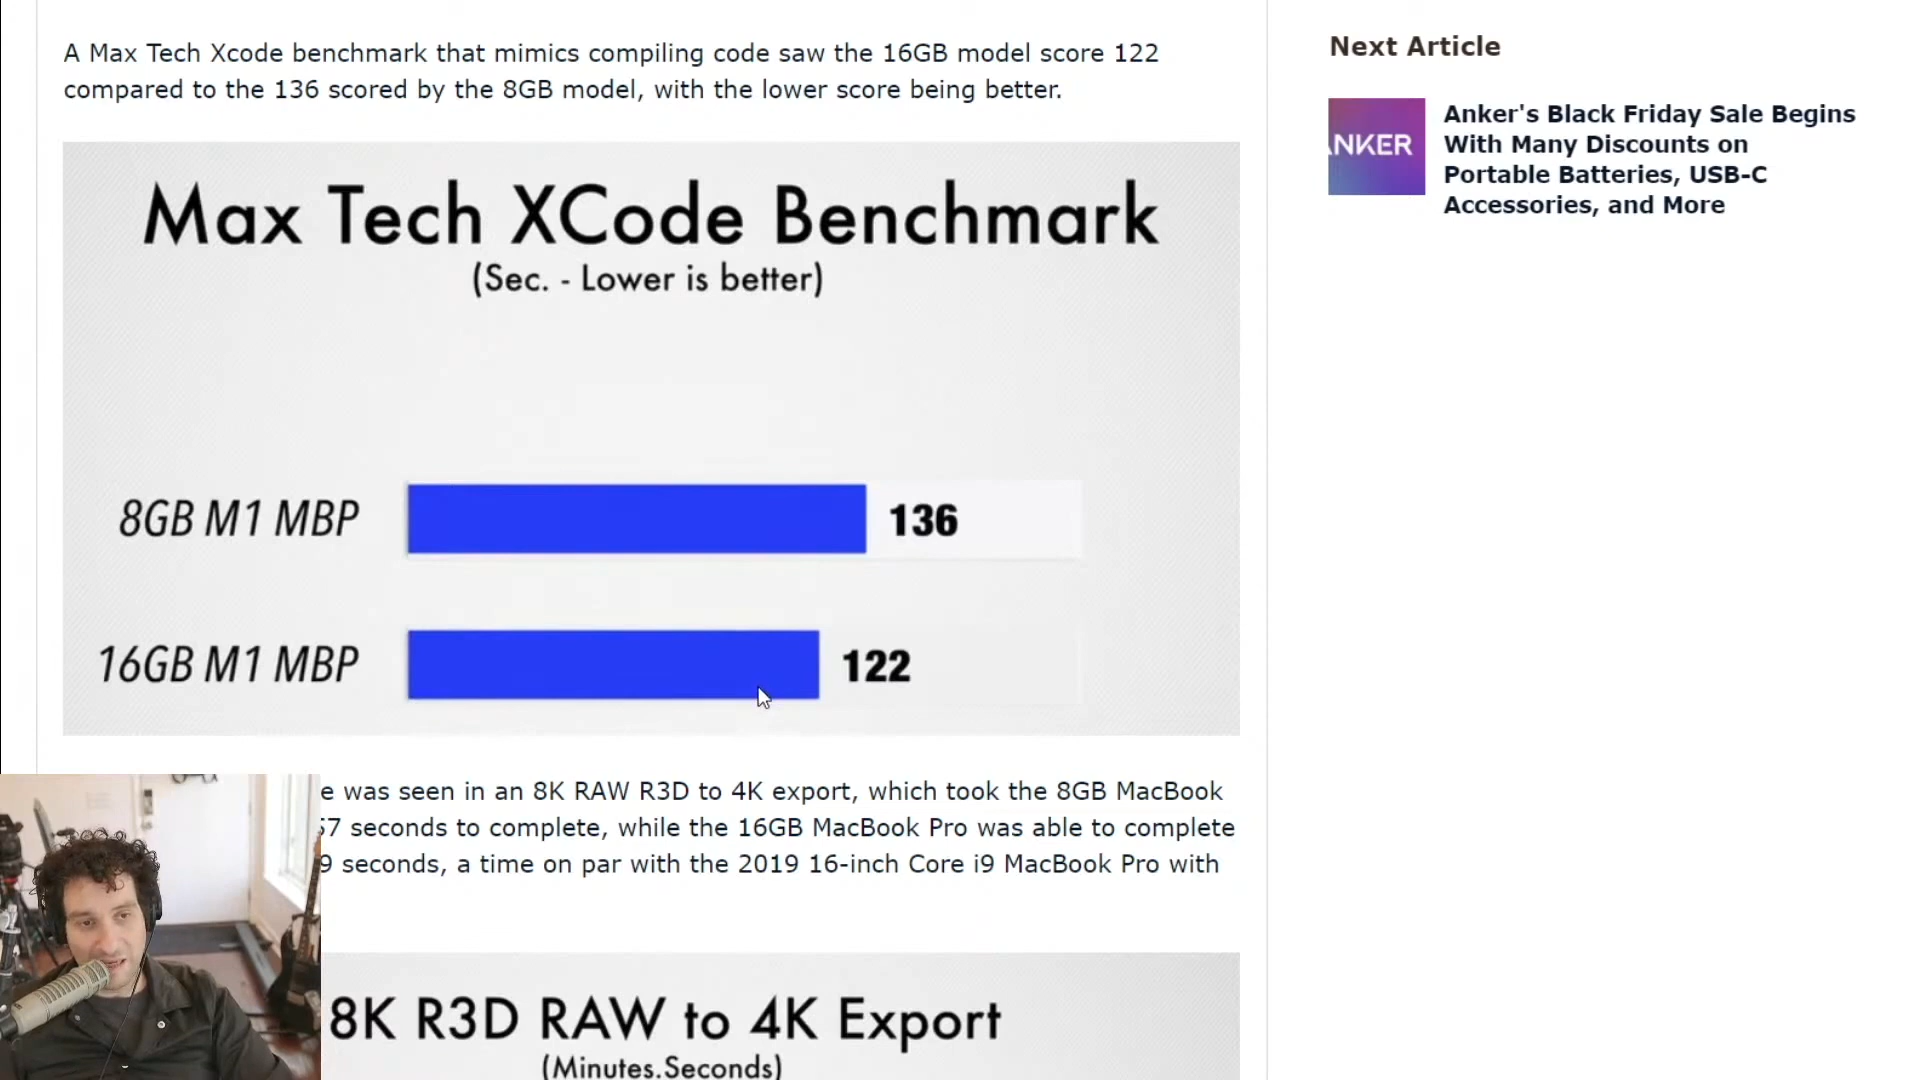 A Max Tech Xcode benchmark that mimics compiling code saw the 16GB model score 122
compared to the 136 scored by the 8GB model, with the lower score being better.
Max Tech XCode Benchmark
(Sec. - Lower is better)
8GB M1 MBP
136
16GB M1 MBP
122
e was seen in an 8K RAW R3D to 4K export, which took the 8GB MacBook
57 seconds to complete, while the 16GB MacBook Pro was able to complete
9 seconds, a time on par with the 2019 16-inch Core i9 MacBook Pro with
8K R3D RAW to 4K Export
(Minutes.Seconds)
Next Article
NKER
Anker's Black Friday Sale Begins
With Many Discounts on
Portable Batteries, USB-C
Accessories, and More